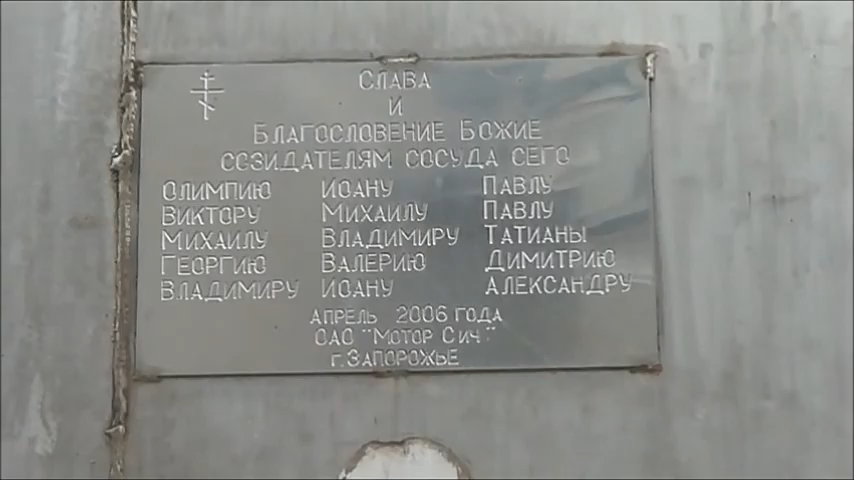 СЛАВА
И
БЛАГОСЛОВЕНИЕ БОЖИЕ
СОЗИДАТЕЛЯМ СОСУДА СЕГО
ОЛИМПИЮ ИОАНУ ПАВЛУ
ВИКТОРУ МИХАИЛУ ПАВЛУ
МИХАИЛУ ВЛАДИМИРУ ТАТИАНЫ
ГЕОРГИЮ ВАЛЕРИЮ ДИМИТРИЮ
ВЛАДИМИРУ ИОАНУ АЛЕКСАНДРУ
АПРЕЛЬ 2006 ГОДА
ОАО "МОТОР СИЧ"
Г. ЗАПОРОЖЬЕ